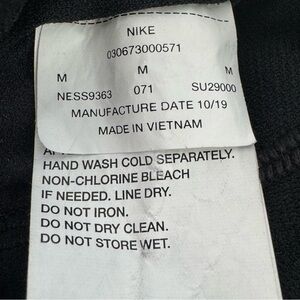 NIKE
030673000571
M M M
NESS9363 071 SU29000
MANUFACTURE DATE 10/19
MADE IN VIETNAM
HAND WASH COLD SEPARATELY.
NON-CHLORINE BLEACH
IF NEEDED. LINE DRY.
DO NOT IRON.
DO NOT DRY CLEAN.
DO NOT STORE WET.